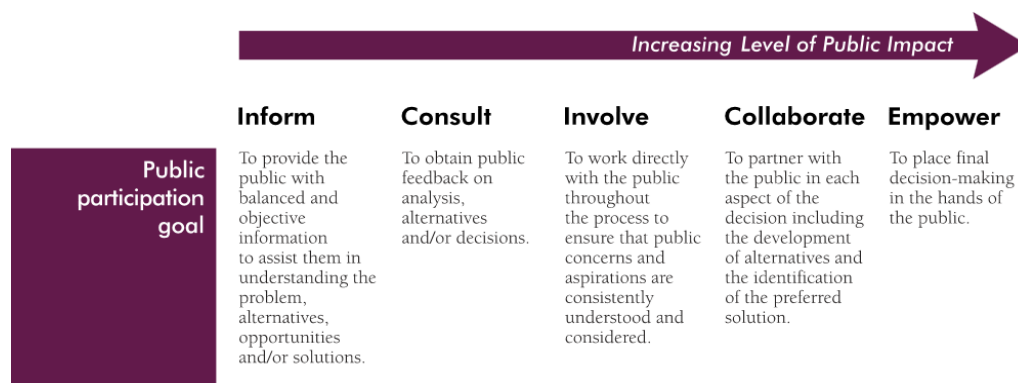 Increasing Level of Public Impact
Inform
Consult
Involve
Collaborate
Empower
Public
participation
goal
To provide the
public with
balanced and
objective
information
to assist them in
understanding the
problem,
alternatives,
opportunities
and/or solutions.
To obtain public
feedback on
analysis,
alternatives
and/or decisions.
To work directly
with the public
throughout
the process to
ensure that public
concerns and
aspirations are
consistently
understood and
considered.
To partner with
the public in each
aspect of the
decision including
the development
of alternatives and
the identification
of the preferred
solution.
To place final
decision-making
in the hands of
the public.